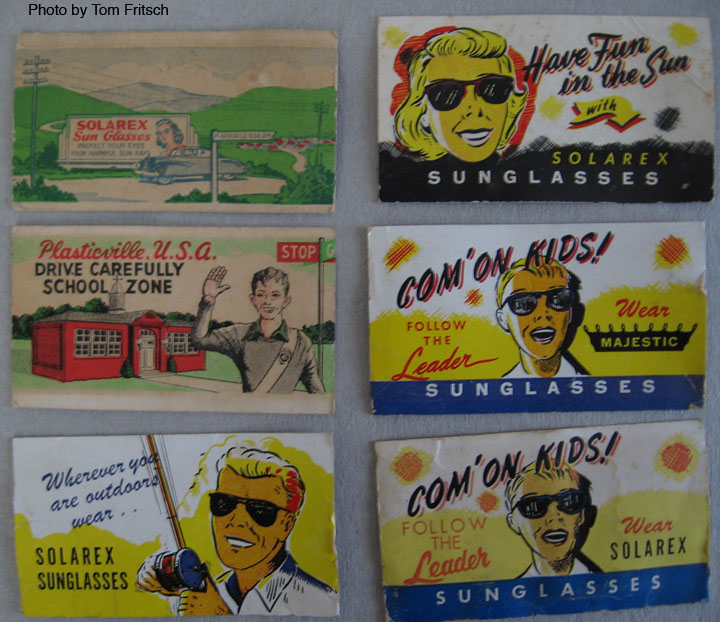 Photo by Tom Fritsch
SOLAREX
Sun Glasses
PROTECT YOUR EYES
FROM HARMFUL SUN RAYS
Have Fun
in the Sun
with
SOLAREX
SUNGLASSES
Plasticville, U.S.A.
DRIVE CAREFULLY
SCHOOL ZONE
STOP
G
COM'ON KIDS!
FOLLOW
THE
Leader
Wear
MAJESTIC
SUNGLASSES
Wherever you
are outdoors
wear . .
SOLAREX
SUNGLASSES
COM'ON KIDS!
FOLLOW
THE
Leader
Wear
SOLAREX
SUNGLASSES